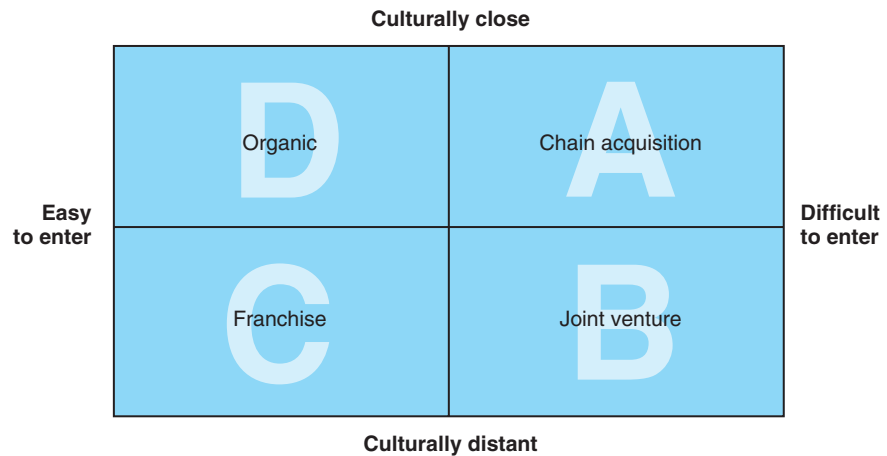 Culturally close
D
Organic
A
Chain acquisition
Easy
to enter
Difficult
to enter
C
Franchise
B
Joint venture
Culturally distant